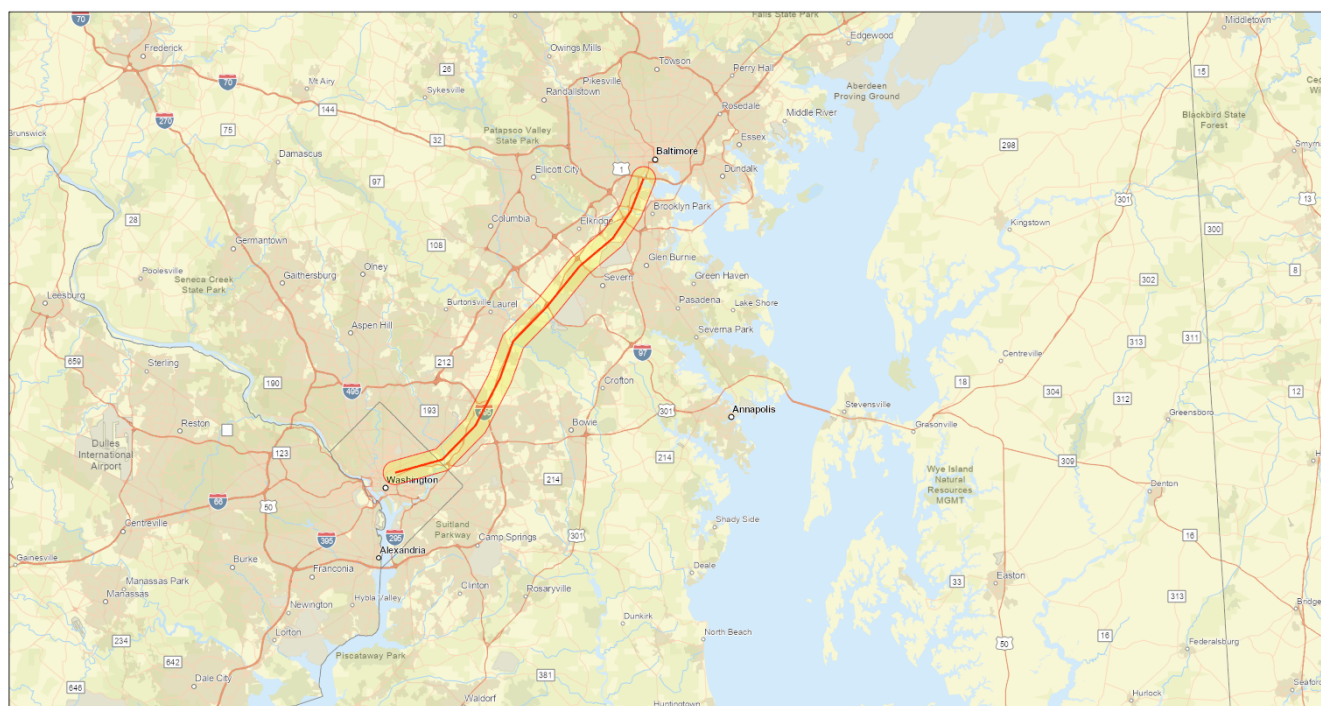 70
Frederick
Mt Airy
26
Sykesville
Owings Mills
Towson
Pikesville
Randallstown
Perry Hall
Falls State Park
Edgewood
Middletown
15
70
144
270
75
Brunswick
32
Patapsco Valley
State Park
Rosedale
Middle River
Aberdeen
Proving Ground
Essex
Blackbird State
Forest
298
Damascus
97
Ellicott City
1
Baltimore
Dundalk
301
13
28
Columbia
Elkridge
Brooklyn Park
Kingstown
300
Germantown
108
Glen Burnie
8
Poolesville
Seneca Creek
State Park
Gaithersburg
Olney
Severn
Green Haven
302
Leesburg
Burtonsville
Laurel
Pasadena
Lake Shore
Aspen Hill
Severna Park
313
311
659
Sterling
212
97
Centreville
190
495
Crofton
18
304
12
193
301
Annapolis
Stevensville
312
Greensboro
Reston
Bowie
Grasonville
Dulles
International
Airport
123
214
309
Washington
214
Wye Island
Natural
Resources
MGMT
Denton
66
50
Centreville
395
295
Suitland
Parkway
301
Shady Side
16
Gainesville
Burke
Alexandria
Camp Springs
Franconia
Deale
33
Easton
Manassas Park
Manassas
Hybla Valley
Clinton
Rosaryville
313
Newington
Dunkirk
234
Lorton
North Beach
50
16
Federalsburg
642
Piscataway Park
646
Dale City
381
Waldorf
Huntingtown
Hurlock